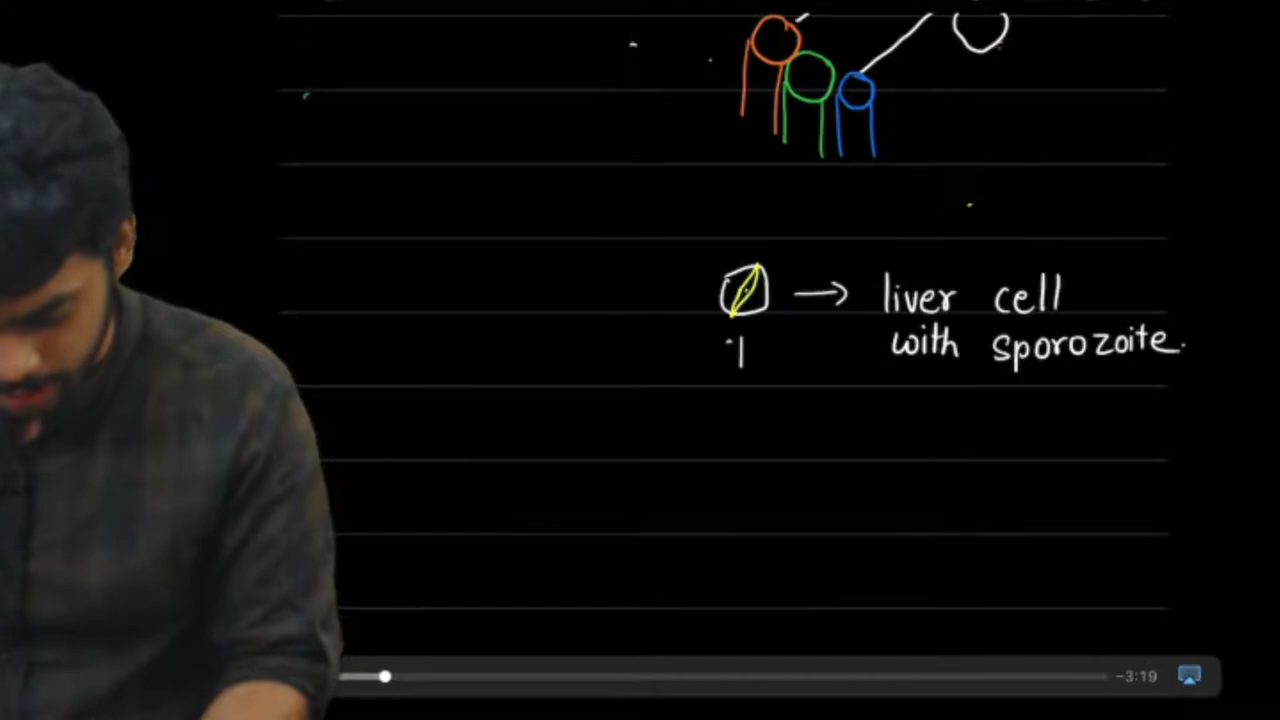 → liver cell
with sporozoite.
-3:19